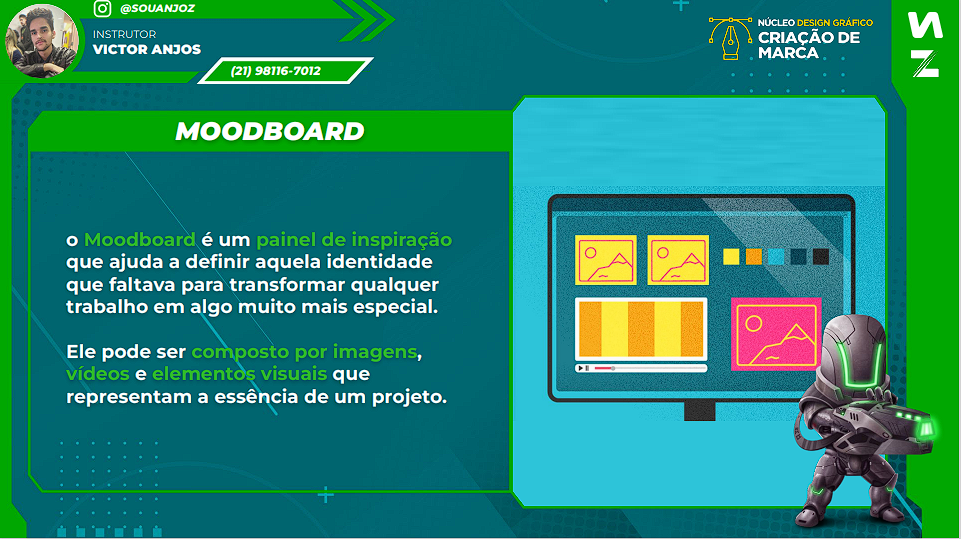 @SOUANJOZ
INSTRUTOR
VICTOR ANJOS
(21) 98116-7012
NÚCLEO DESIGN GRÁFICO
CRIAÇÃO DE
MARCA
MOODBOARD
o Moodboard é um painel de inspiração
que ajuda a definir aquela identidade
que faltava para transformar qualquer
trabalho em algo muito mais especial.
Ele pode ser composto por imagens,
vídeos e elementos visuais que
representam a essência de um projeto.